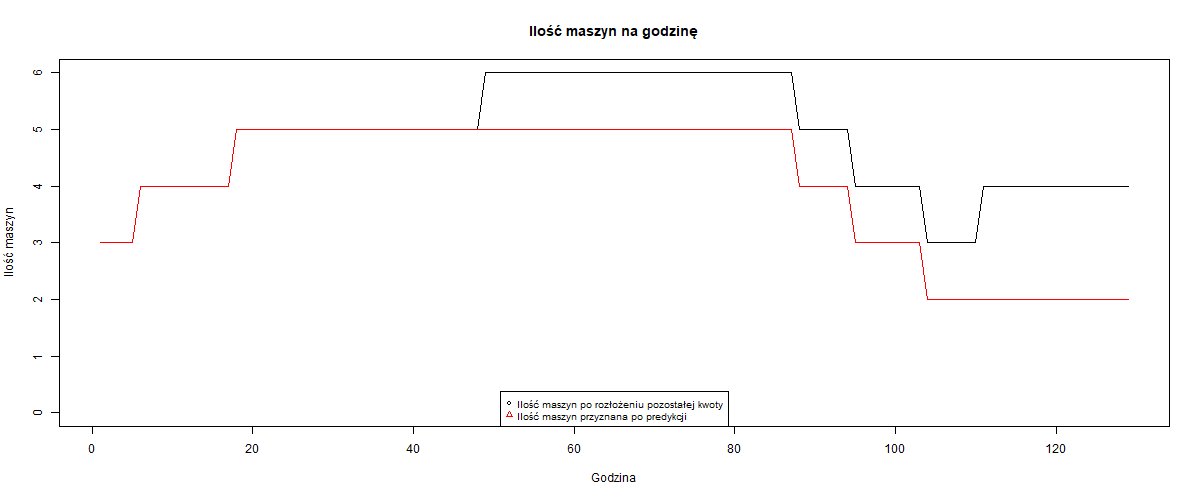 Ilość maszyn na godzinę
Ilość maszyn
6
5
4
3
2
1
0
Ilość maszyn po rozłożeniu pozostałej kwoty
Ilość maszyn przyznana po predykcji
0 20 40 60 80 100 120
Godzina